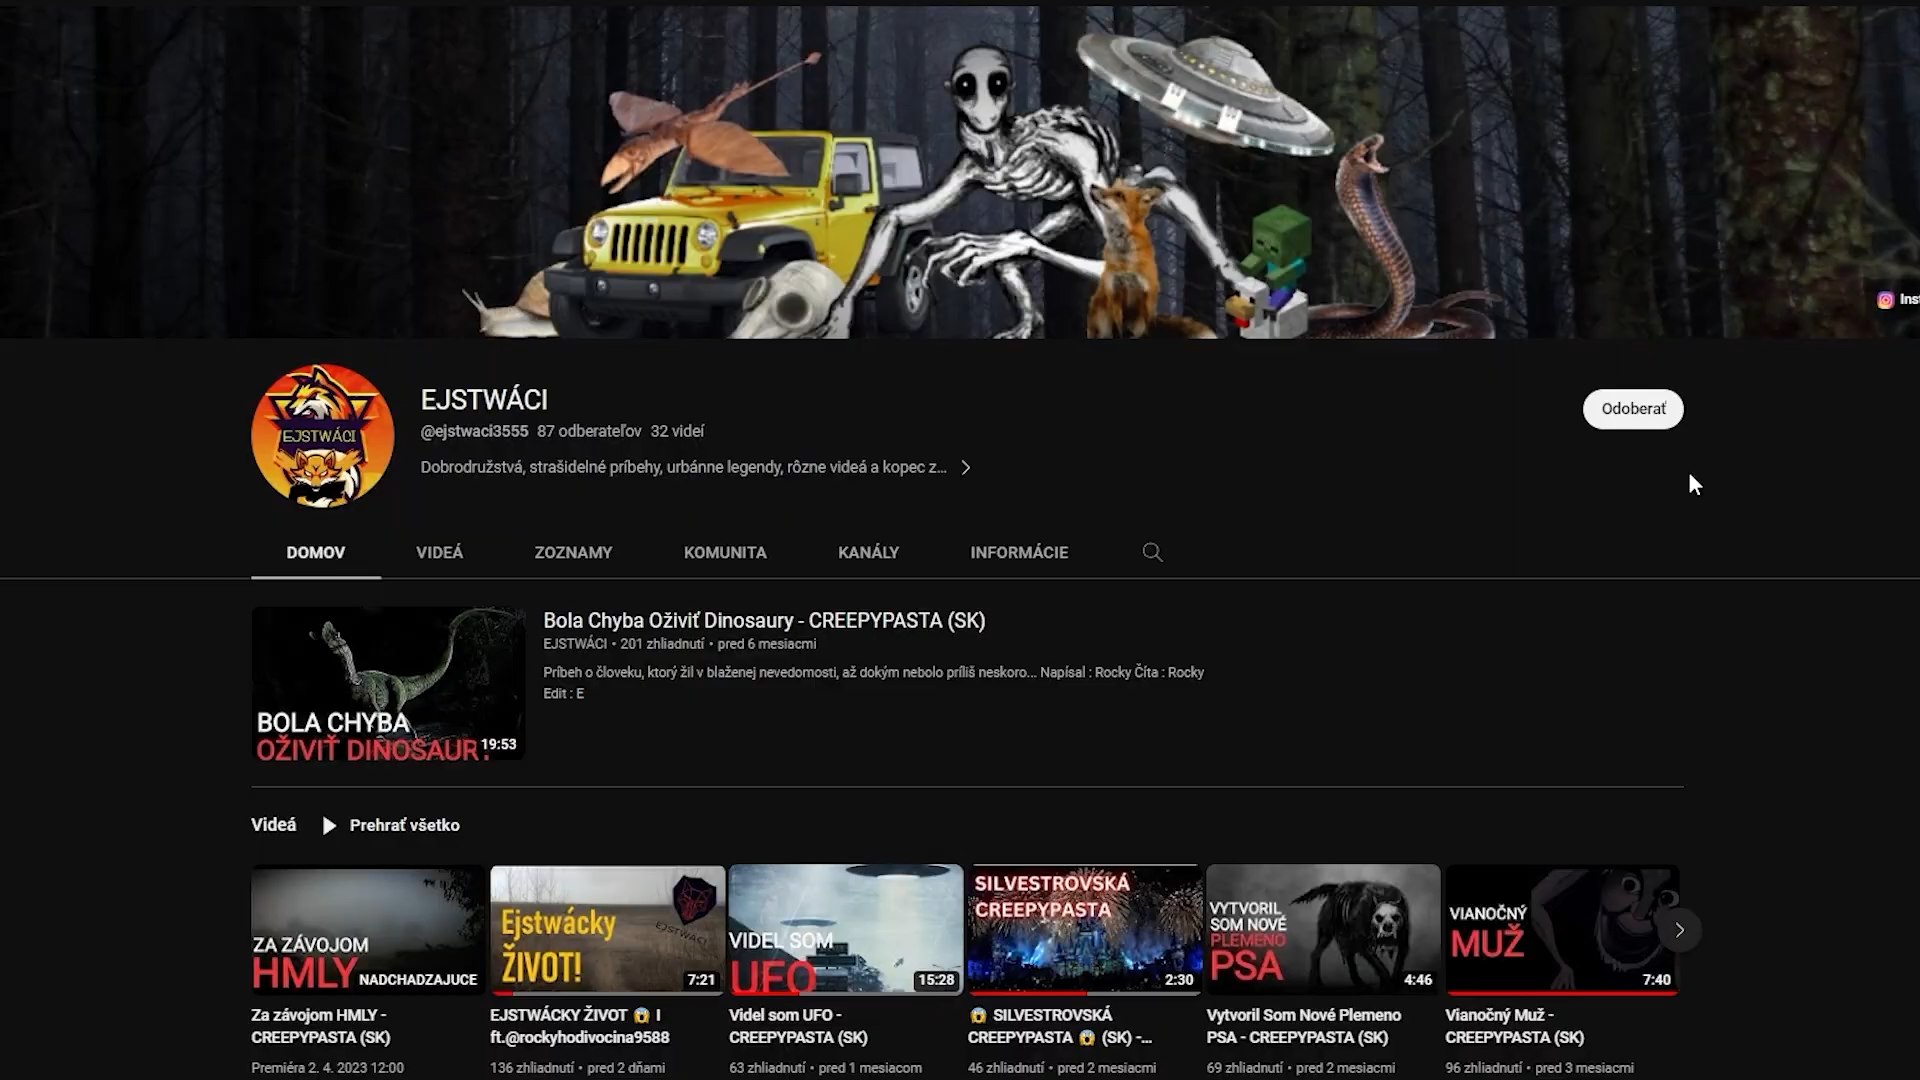 Inst
EJSTWÁCI
EJSTWÁCI
@ejstwaci3555 87 odberateľov 32 videí
Odoberať
Dobrodružstvá, strašidelné príbehy, urbánne legendy, rôzne videá a kopec z...
DOMOV VIDEÁ ZOZNAMY KOMUNITA KANÁLY INFORMÁCIE
BOLA CHYBA
OŽIVIŤ DINOSAURY
19:53
Bola Chyba Oživiť Dinosaury - CREEPYPASTA (SK)
EJSTWÁCI • 201 zhliadnutí • pred 6 mesiacmi
Príbeh o človeku, ktorý žil v blaženej nevedomosti, až dokým nebolo príliš neskoro... Napísal : Rocky Číta : Rocky
Edit : E
Videá Prehrať všetko
ZA ZÁVOJOM
HMLY
NADCHADZAJUCE
Za závojom HMLY -
CREEPYPASTA (SK)
Premiéra 2. 4. 2023 12:00
Ejstwácky
ŽIVOT!
EJSTWÁCI
7:21
EJSTWÁCKY ŽIVOT 😱 I
ft.@rockyhodivocina9588
136 zhliadnutí • pred 2 dňami
VIDEL SOM
UFO
15:28
Videl som UFO -
CREEPYPASTA (SK)
63 zhliadnutí • pred 1 mesiacom
SILVESTROVSKÁ
CREEPYPASTA
2:30
😱 SILVESTROVSKÁ
CREEPYPASTA 😱 (SK) -...
46 zhliadnutí • pred 2 mesiacmi
VYTVORIL
SOM NOVÉ
PLEMENO
PSA
4:46
Vytvoril Som Nové Plemeno
PSA - CREEPYPASTA (SK)
69 zhliadnutí • pred 2 mesiacmi
VIANOČNÝ
MUŽ
7:40
Vianočný Muž -
CREEPYPASTA (SK)
96 zhliadnutí • pred 3 mesiacmi